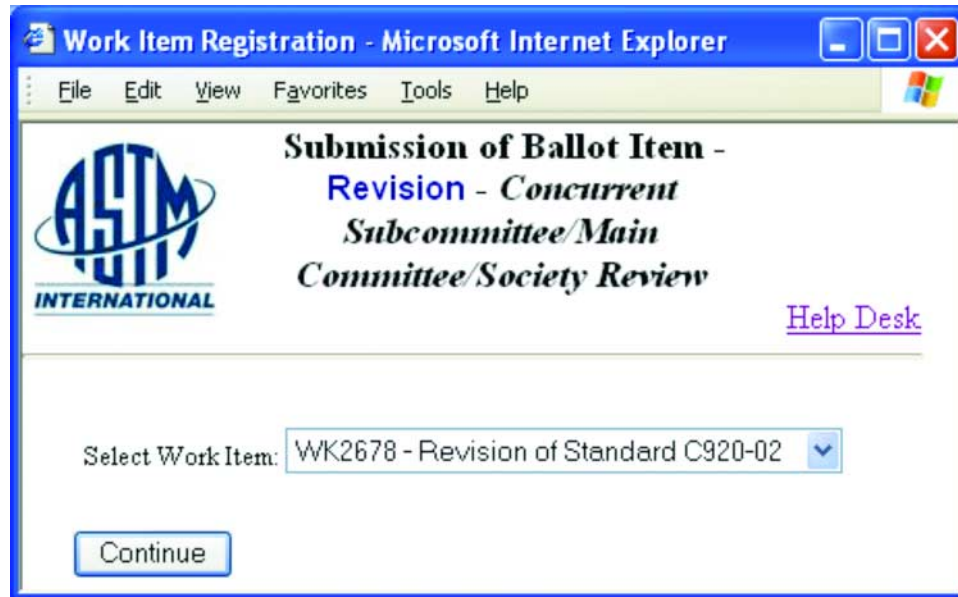 Work Item Registration - Microsoft Internet Explorer
File Edit View Favorites Tools Help
ASTM
INTERNATIONAL
Submission of Ballot Item -
Revision - Concurrent
Subcommittee/Main
Committee/Society Review
Help Desk
Select Work Item: WK2678 - Revision of Standard C920-02
Continue